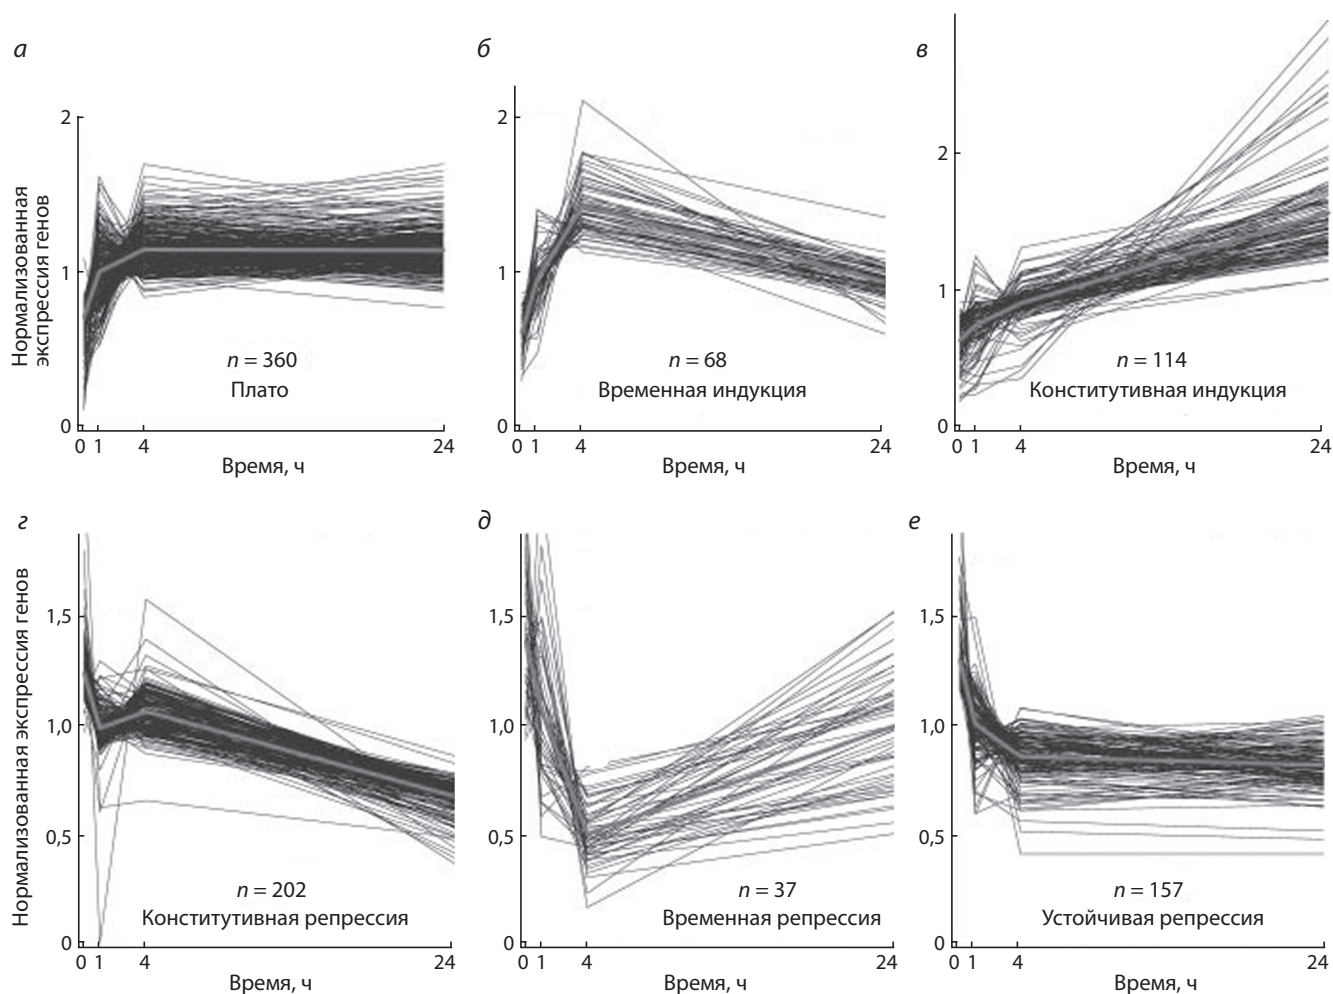 а
б
в
Нормализованная
экспрессия генов
2
1
0
n = 360
Плато
0 1 4 24
Время, ч
2
1
0
n = 68
Временная индукция
0 1 4 24
Время, ч
2
1
0
n = 114
Конститутивная индукция
0 1 4 24
Время, ч
г
д
е
Нормализованная экспрессия генов
1,5
1,0
0,5
0
n = 202
Конститутивная репрессия
0 1 4 24
Время, ч
1,5
1,0
0,5
0
n = 37
Временная репрессия
0 1 4 24
Время, ч
1,5
1,0
0,5
0
n = 157
Устойчивая репрессия
0 1 4 24
Время, ч